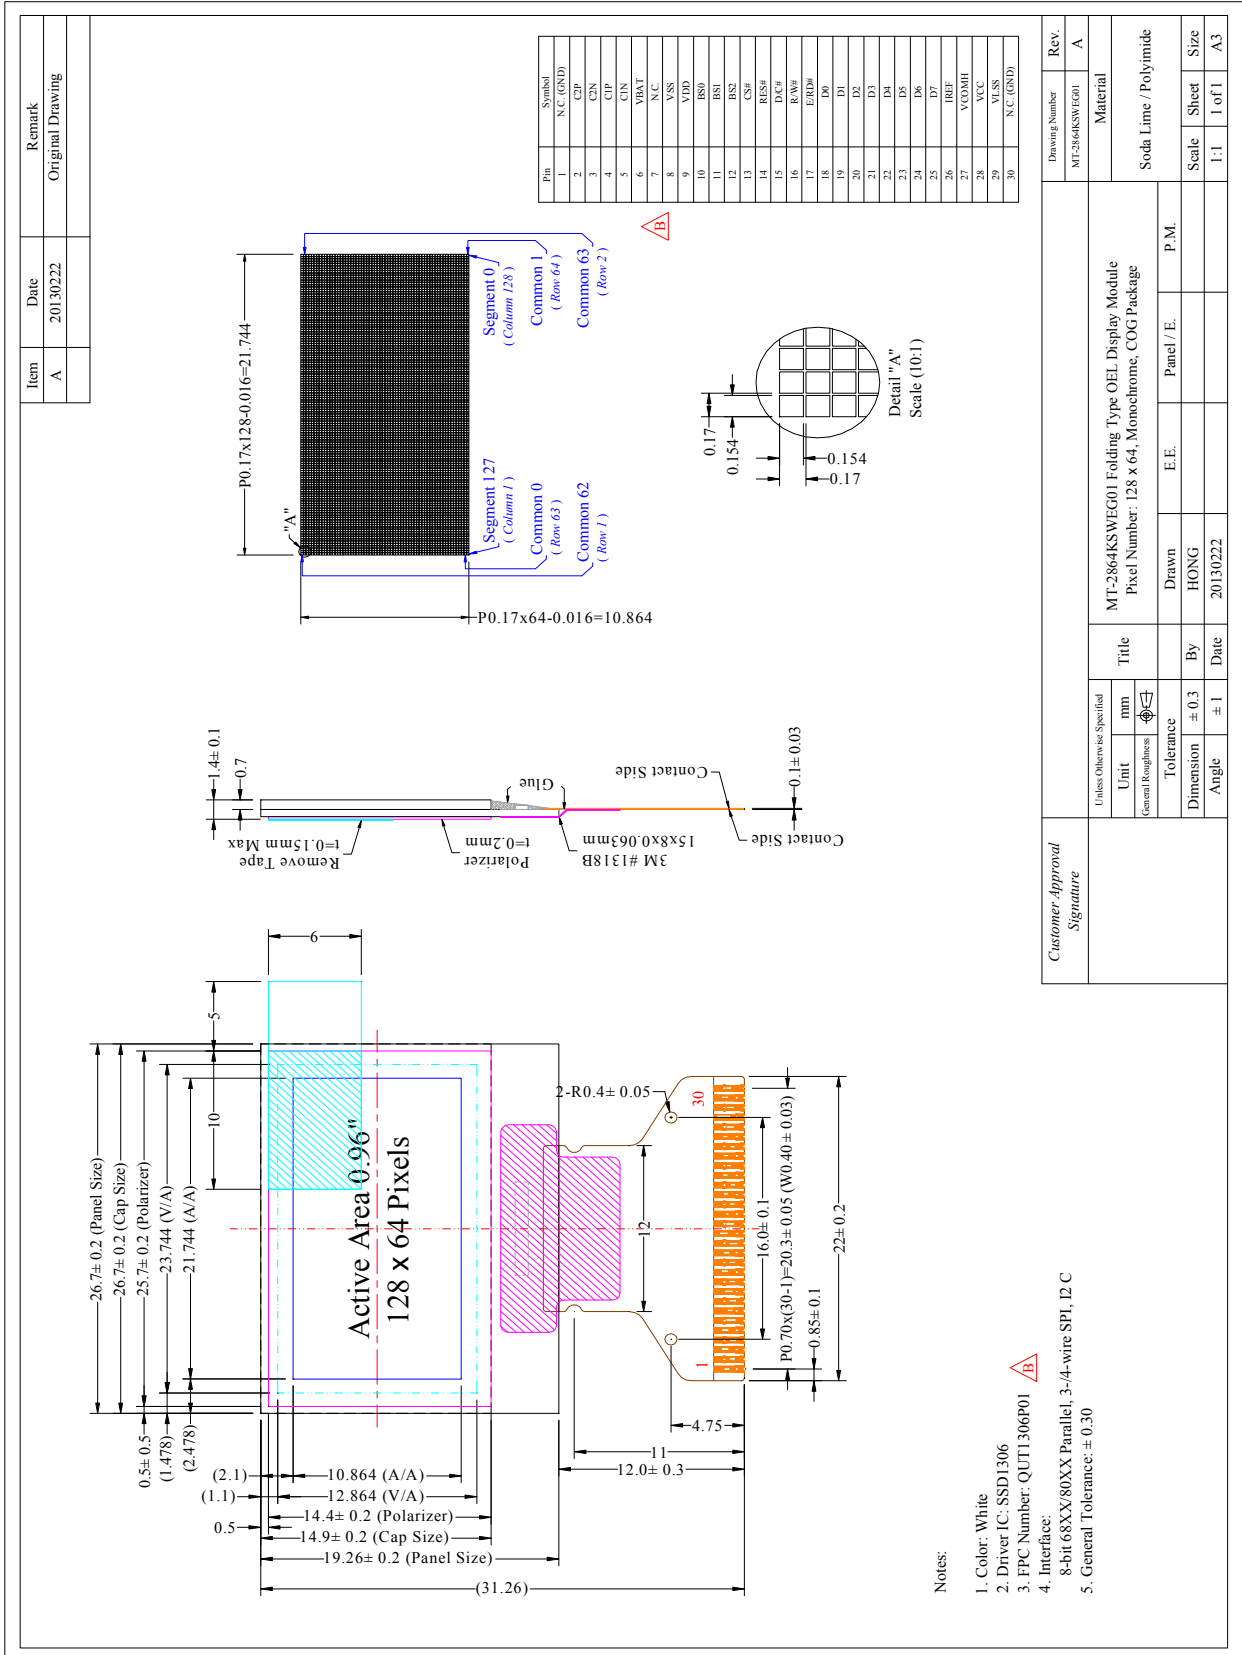 Item Date Remark
A 20130222 Original Drawing
26.7± 0.2 (Panel Size)
26.7± 0.2 (Cap Size)
25.7± 0.2 (Polarizer)
23.744 (V/A)
21.744 (A/A)
0.5± 0.5
(1.478)
(2.478)
10
5
6
(2.1)
(1.1)
0.5
10.864 (A/A)
12.864 (V/A)
14.4± 0.2 (Polarizer)
14.9± 0.2 (Cap Size)
19.26± 0.2 (Panel Size)
(31.26)
Active Area 0.96"
128 x 64 Pixels
4.75
11
12.0± 0.3
2-R0.4± 0.05
12
1
30
16.0± 0.1
P0.70x(30-1)=20.3± 0.05 (W0.40 ± 0.03)
0.85± 0.1
22± 0.2
1.4± 0.1
0.7
Remove Tape
t=0.15mm Max
Polarizer
t=0.2mm
3M #1318B
15x8x0.063mm
Glue
Contact Side
Contact Side
0.1± 0.03
P0.17x128-0.016=21.744
"A"
P0.17x64-0.016=10.864
Segment 127
( Column 1 )
Common 0
( Row 63 )
Common 62
( Row 1 )
Segment 0
( Column 128 )
Common 1
( Row 64 )
Common 63
( Row 2 )
0.17
0.154
0.154
0.17
Detail "A"
Scale (10:1)
B
Pin Symbol
1 N.C. (GND)
2 C2P
3 C2N
4 C1P
5 C1N
6 VBAT
7 N.C.
8 VSS
9 VDD
10 BS0
11 BS1
12 BS2
13 CS#
14 RES#
15 D/C#
16 R/W#
17 E/RD#
18 D0
19 D1
20 D2
21 D3
22 D4
23 D5
24 D6
25 D7
26 IREF
27 VCOMH
28 VCC
29 VLSS
30 N.C. (GND)
Notes:
1. Color: White
2. Driver IC: SSD1306
3. FPC Number: QUT1306P01
B
4. Interface:
8-bit 68XX/80XX Parallel, 3-/4-wire SPI, I2 C
5. General Tolerance: ± 0.30
Customer Approval
Signature
Unless Otherwise Specified
Unit mm
General Roughness
Tolerance
Dimension ± 0.3
Angle ± 1
Title
MT-2864KSWEG01 Folding Type OEL Display Module
Pixel Number: 128 x 64, Monochrome, COG Package
Drawn E.E. Panel / E. P.M.
By HONG
Date 20130222
Drawing Number Rev.
MT-2864KSWEG01 A
Material
Soda Lime / Polyimide
Scale Sheet Size
1:1 1 of 1 A3